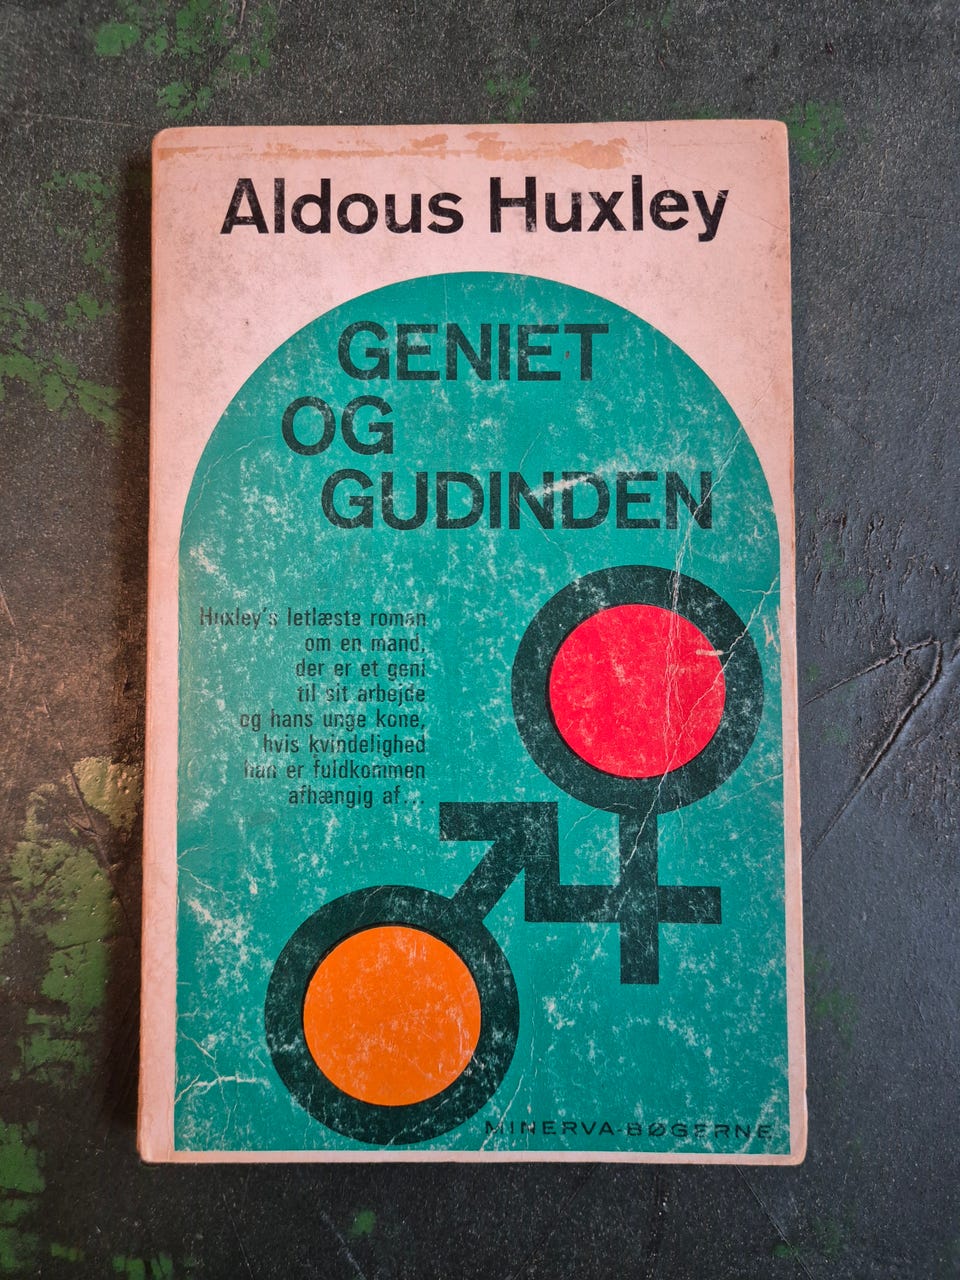 Aldous Huxley
GENIET
OG
GUDINDEN
Huxley's letlæste roman
om en mand,
der er et geni
til sit arbejde
og hans unge kone,
hvis kvindelighed
han er fuldkommen
afhængig af...
MINERVA-BØGERNE